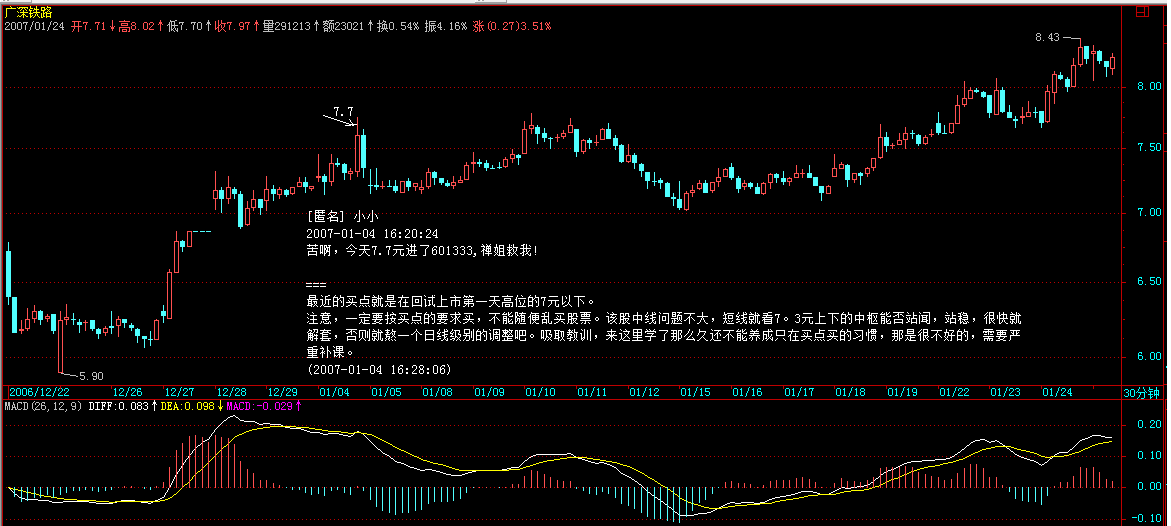 广深铁路
2007/01/24 开7.71↓高8.02↑低7.70↑收7.97↑量291213↑额23021↑换0.54% 振4.16% 涨(0.27)3.51%
8.43
8.00
7.7
7.50
7.00
[匿名] 小小
2007-01-04 16:20:24
苦啊，今天7.7元进了601333,禅姐救我!
6.50
===
最近的买点就是在回试上市第一天高位的7元以下。
注意，一定要按买点的要求买，不能随便乱买股票。该股中线问题不大，短线就看7。3元上下的中枢能否站闻，站稳，很快就
解套，否则就熬一个日线级别的调整吧。吸取教训，来这里学了那么久还不能养成只在买点买的习惯，那是很不好的，需要严
重补课。
(2007-01-04 16:28:06)
6.00
5.90
2006/12/22 12/26 12/27 12/28 12/29 01/04 01/05 01/08 01/09 01/10 01/11 01/12 01/15 01/16 01/17 01/18 01/19 01/22 01/23 01/24 30分钟
MACD(26,12,9) DIFF:0.083↑DEA:0.098↓MACD:-0.029↑
0.20
0.10
0.00
-0.10